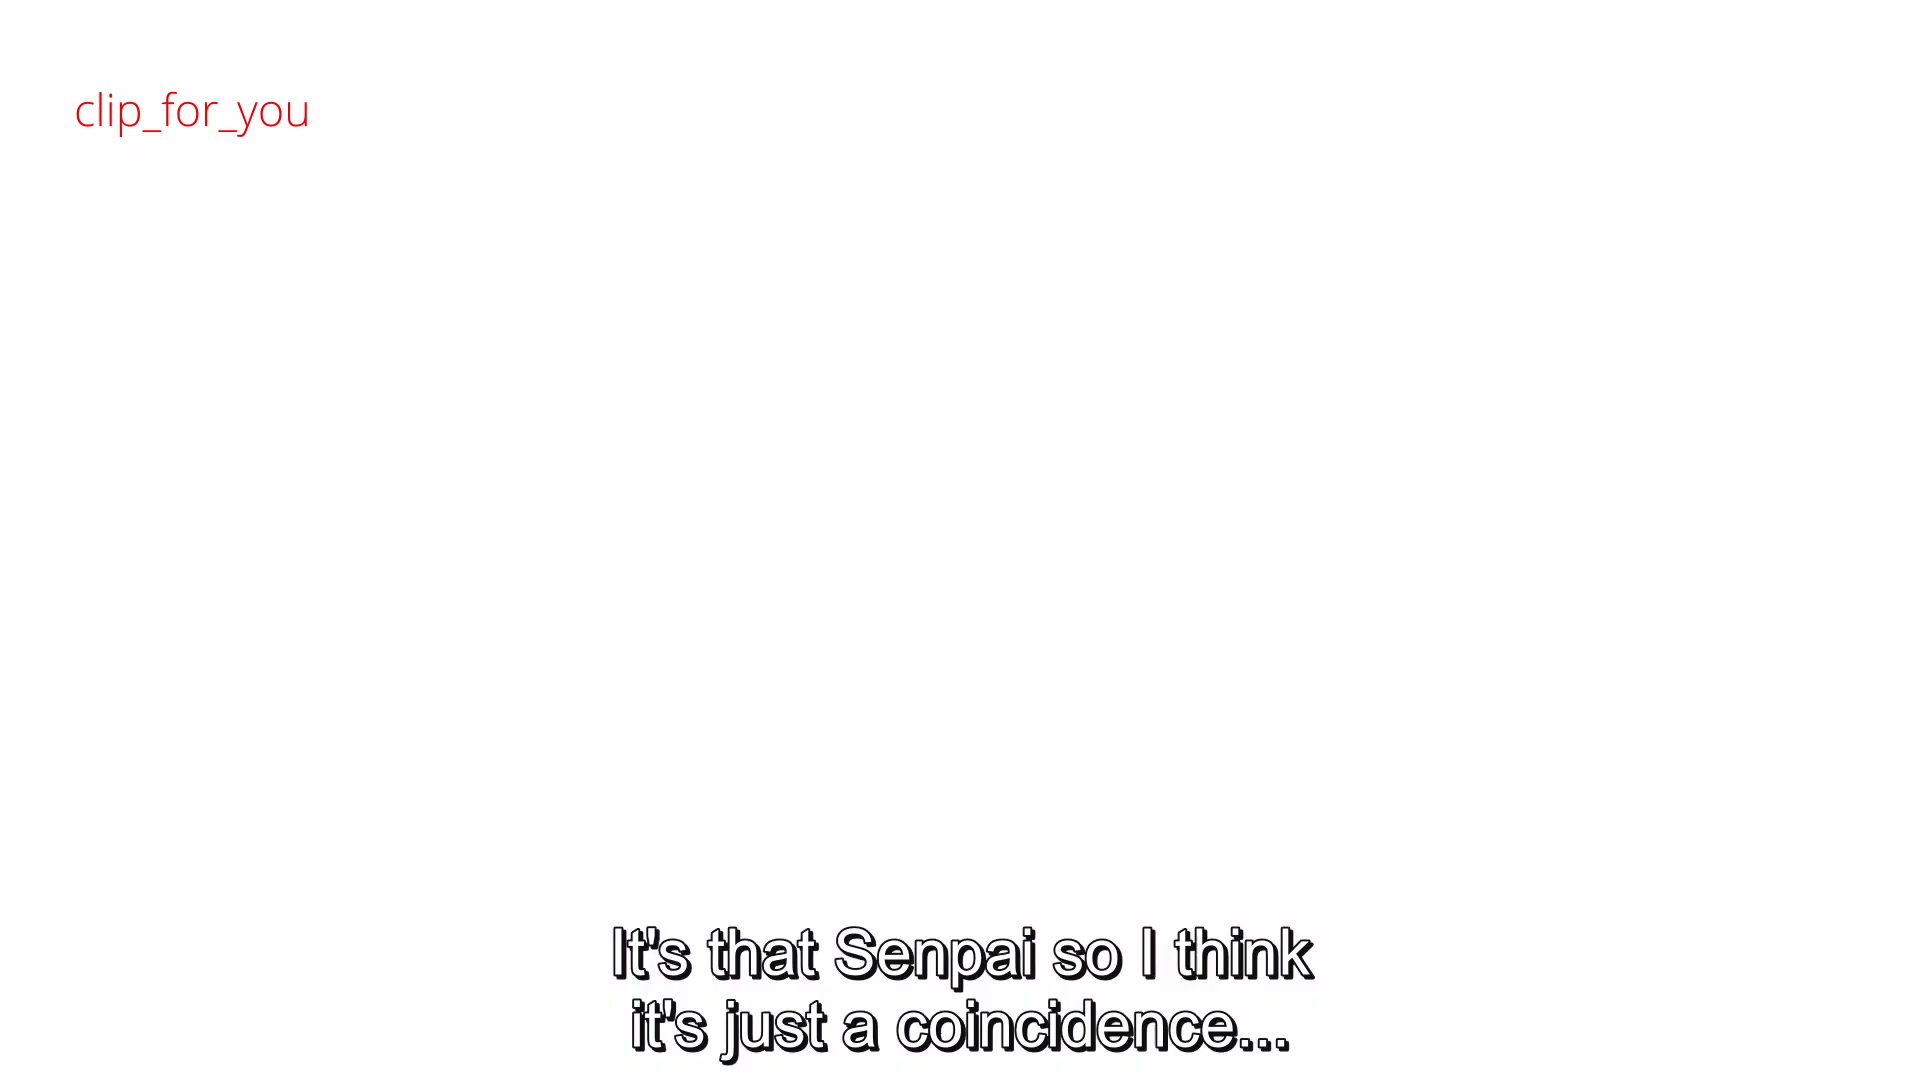 clip_for_you
It's that Senpai so I think
it's just a coincidence...